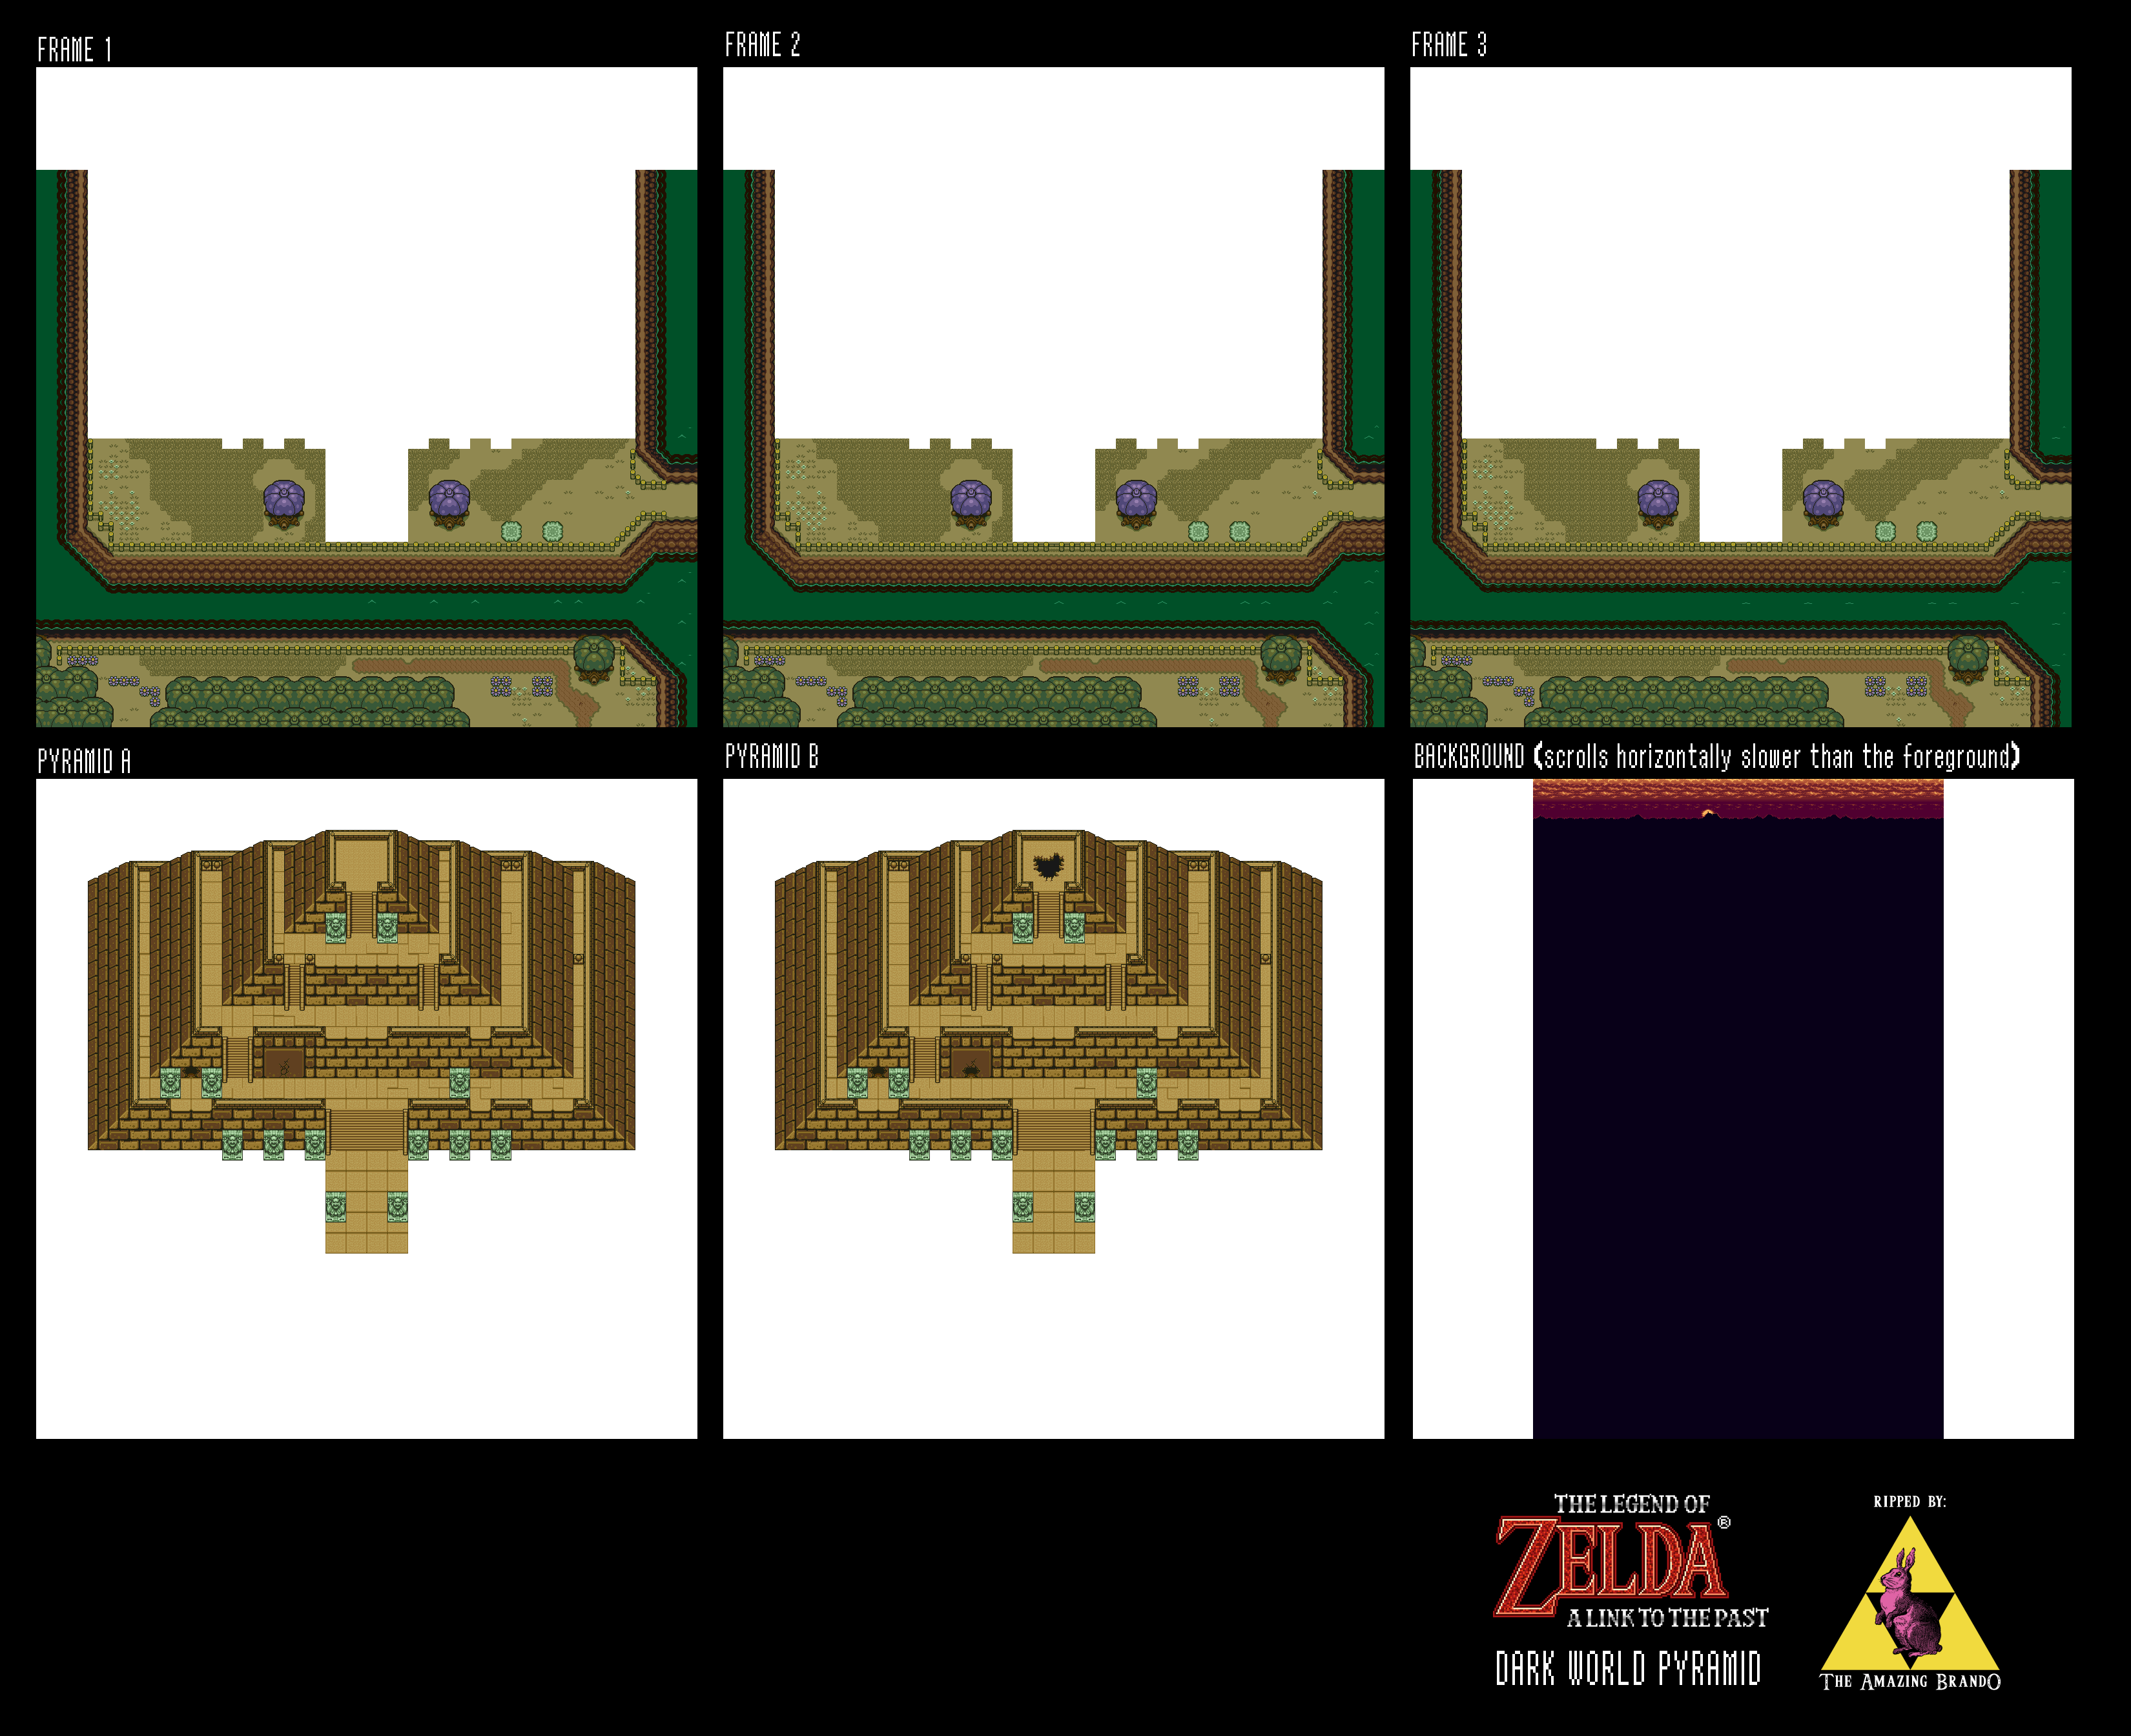 FRAME 1
FRAME 2
FRAME 3
PYRAMID A
PYRAMID B
BACKGROUND (scrolls horizontally slower than the foreground)
THE LEGEND OF
ZELDA®
A LINK TO THE PAST
DARK WORLD PYRAMID
RIPPED BY:
THE AMAZING BRANDO